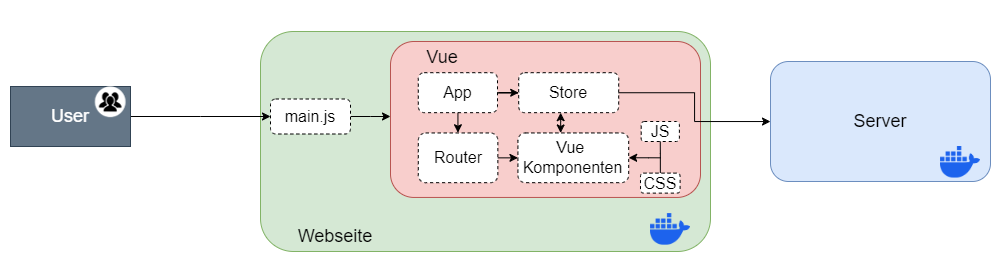 User
main.js
Vue
App
Store
Router
Vue
Komponenten
JS
CSS
Webseite
Server